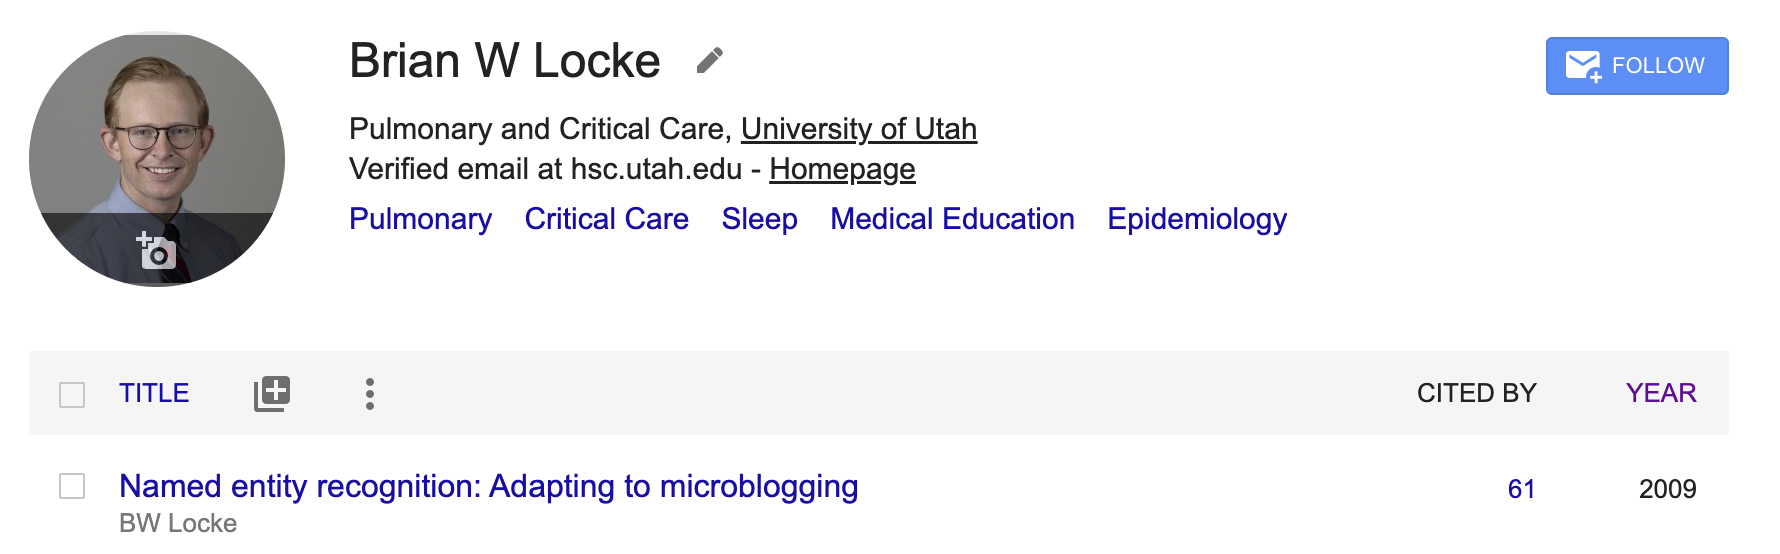 Brian W Locke
FOLLOW
Pulmonary and Critical Care, University of Utah
Verified email at hsc.utah.edu - Homepage
Pulmonary Critical Care Sleep Medical Education Epidemiology
TITLE CITED BY YEAR
Named entity recognition: Adapting to microblogging 61 2009
BW Locke